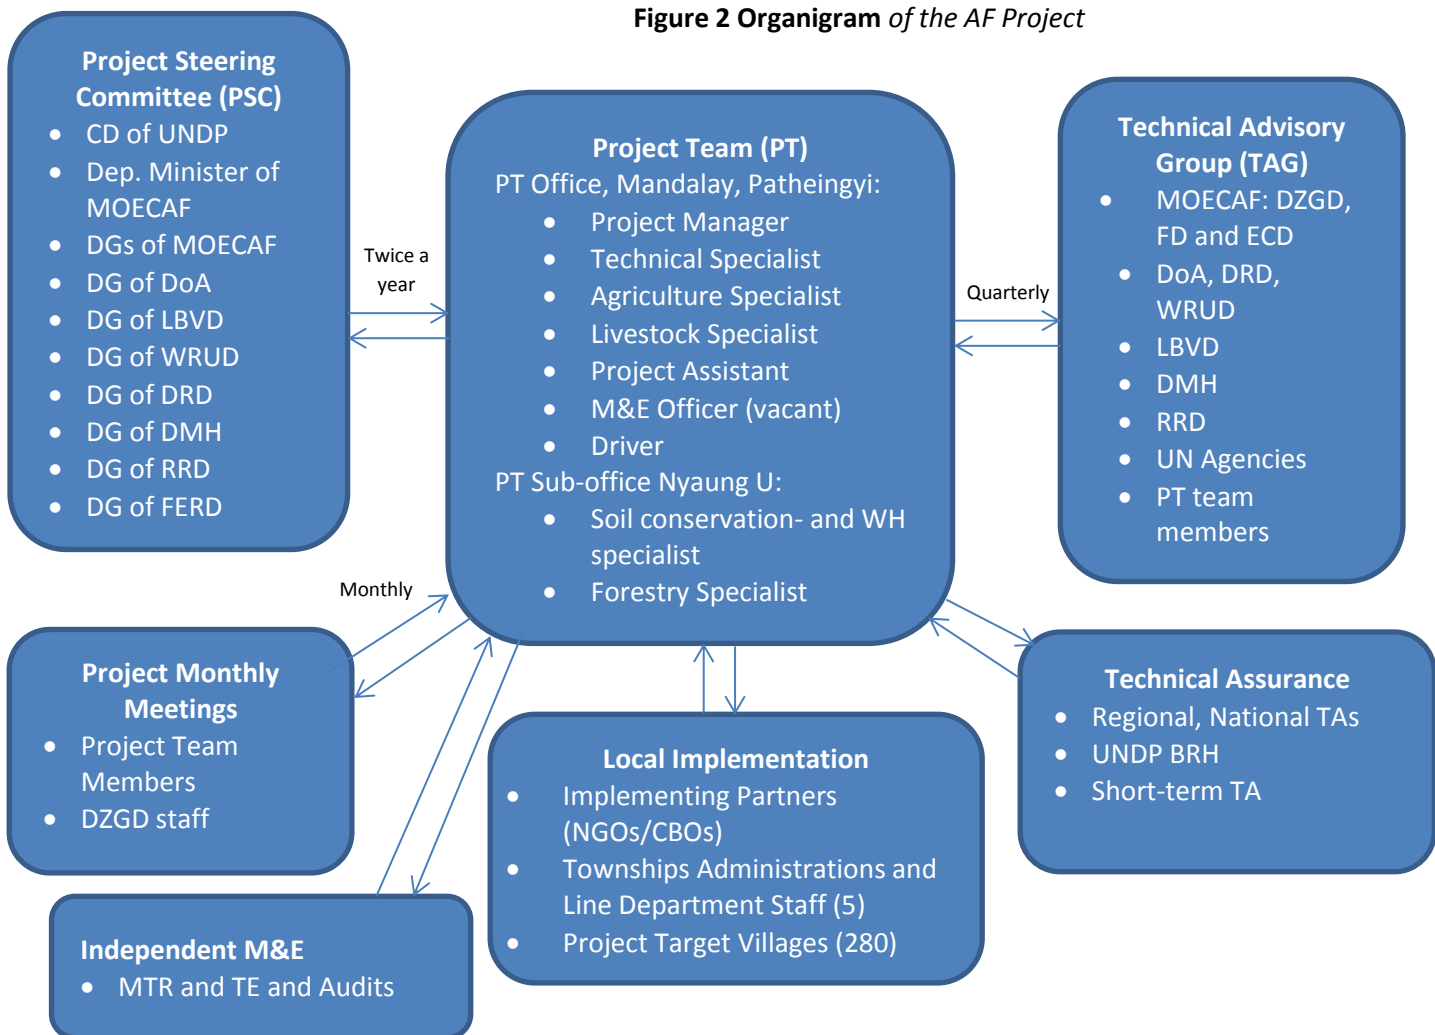 Figure 2 Organigram of the AF Project
Project Steering
Committee (PSC)
• CD of UNDP
• Dep. Minister of
MOECAF
• DGs of MOECAF
• DG of DoA
• DG of LBVD
• DG of WRUD
• DG of DRD
• DG of DMH
• DG of RRD
• DG of FERD
Twice a
year
Project Team (PT)
PT Office, Mandalay, Patheingyi:
• Project Manager
• Technical Specialist
• Agriculture Specialist
• Livestock Specialist
• Project Assistant
• M&E Officer (vacant)
• Driver
PT Sub-office Nyaung U:
• Soil conservation- and WH
specialist
• Forestry Specialist
Quarterly
Technical Advisory
Group (TAG)
• MOECAF: DZGD,
FD and ECD
• DoA, DRD,
WRUD
• LBVD
• DMH
• RRD
• UN Agencies
• PT team
members
Monthly
Project Monthly
Meetings
• Project Team
Members
• DZGD staff
Local Implementation
• Implementing Partners
(NGOs/CBOs)
• Townships Administrations and
Line Department Staff (5)
• Project Target Villages (280)
Technical Assurance
• Regional, National TAs
• UNDP BRH
• Short-term TA
Independent M&E
• MTR and TE and Audits